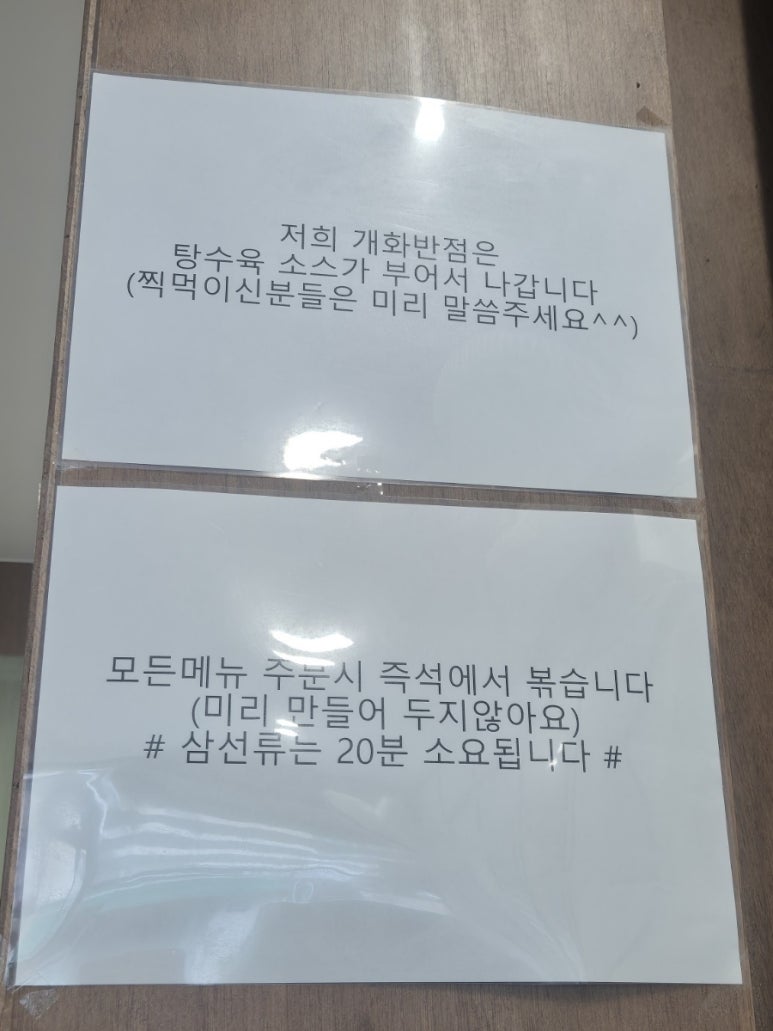 저희 개화반점은
탕수육 소스가 부어서 나갑니다
(찍먹이신분들은 미리 말씀주세요^^)
모든메뉴 주문시 즉석에서 볶습니다
(미리 만들어 두지않아요)
# 삼선류는 20분 소요됩니다 #